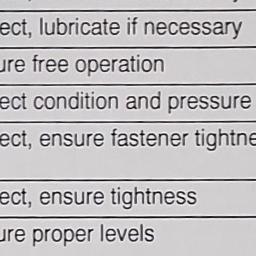 ect, lubricate if necessary
ure free operation
ect condition and pressure
ect, ensure fastener tightne
ect, ensure tightness
ure proper levels